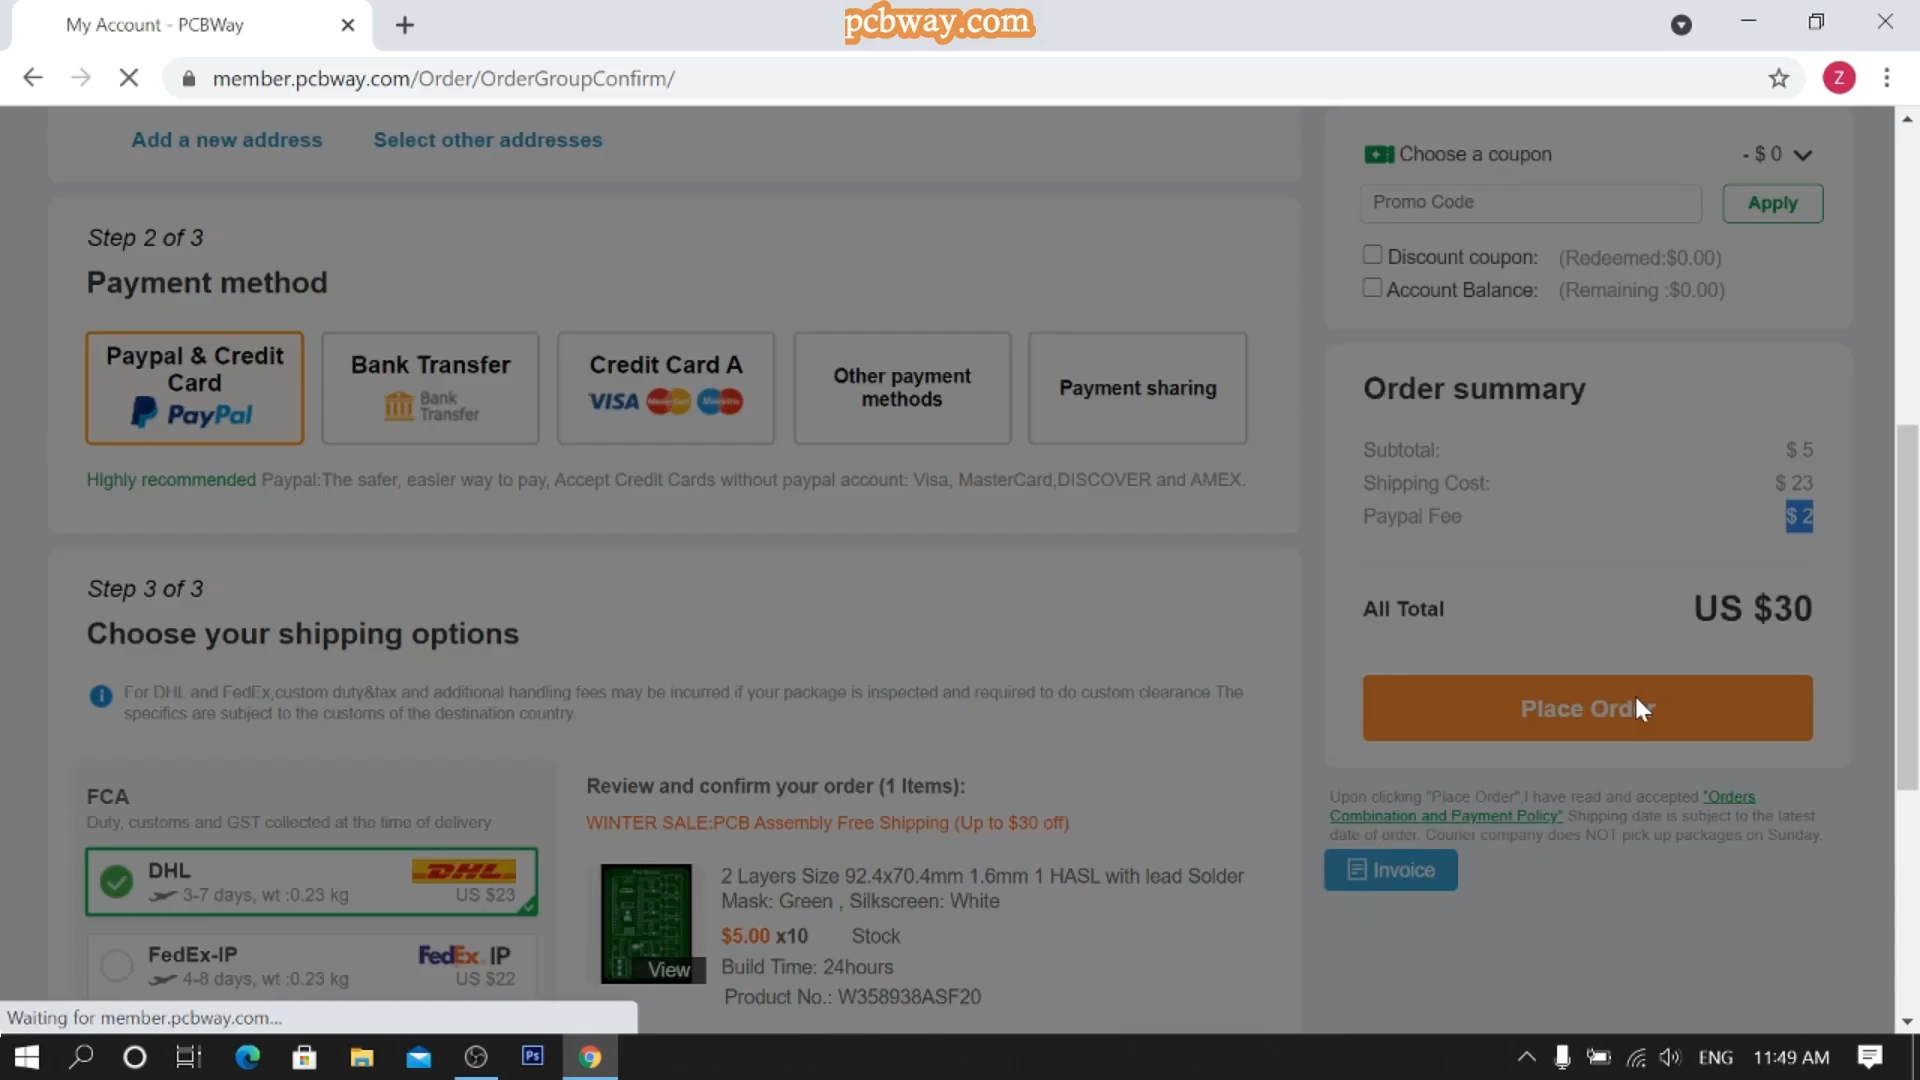 My Account - PCBWay
pcbway.com
member.pcbway.com/Order/OrderGroupConfirm/
Z
Add a new address Select other addresses
Step 2 of 3
Payment method
Paypal & Credit
Card
PayPal
Bank Transfer
Bank
Transfer
Credit Card A
VISA MasterCard Maestro
Other payment
methods
Payment sharing
Highly recommended Paypal:The safer, easier way to pay, Accept Credit Cards without paypal account: Visa, MasterCard,DISCOVER and AMEX.
Step 3 of 3
Choose your shipping options
For DHL and FedEx,custom duty&tax and additional handling fees may be incurred if your package is inspected and required to do custom clearance.The
specifics are subject to the customs of the destination country.
FCA
Duty, customs and GST collected at the time of delivery
DHL
DHL
3-7 days, wt :0.23 kg US $23
FedEx-IP
FedEx. IP
4-8 days, wt :0.23 kg US $22
Review and confirm your order (1 Items):
WINTER SALE:PCB Assembly Free Shipping (Up to $30 off)
View
2 Layers Size 92.4x70.4mm 1.6mm 1 HASL with lead Solder
Mask: Green , Silkscreen: White
$5.00 x10 Stock
Build Time: 24hours
Product No.: W358938ASF20
Choose a coupon - $ 0
Promo Code Apply
Discount coupon: (Redeemed:$0.00)
Account Balance: (Remaining :$0.00)
Order summary
Subtotal: $ 5
Shipping Cost: $ 23
Paypal Fee $ 2
All Total US $30
Place Order
Upon clicking "Place Order",I have read and accepted "Orders
Combination and Payment Policy" Shipping date is subject to the latest
date of order. Courier company does NOT pick up packages on Sunday.
Invoice
Waiting for member.pcbway.com...
Ps
ENG 11:49 AM